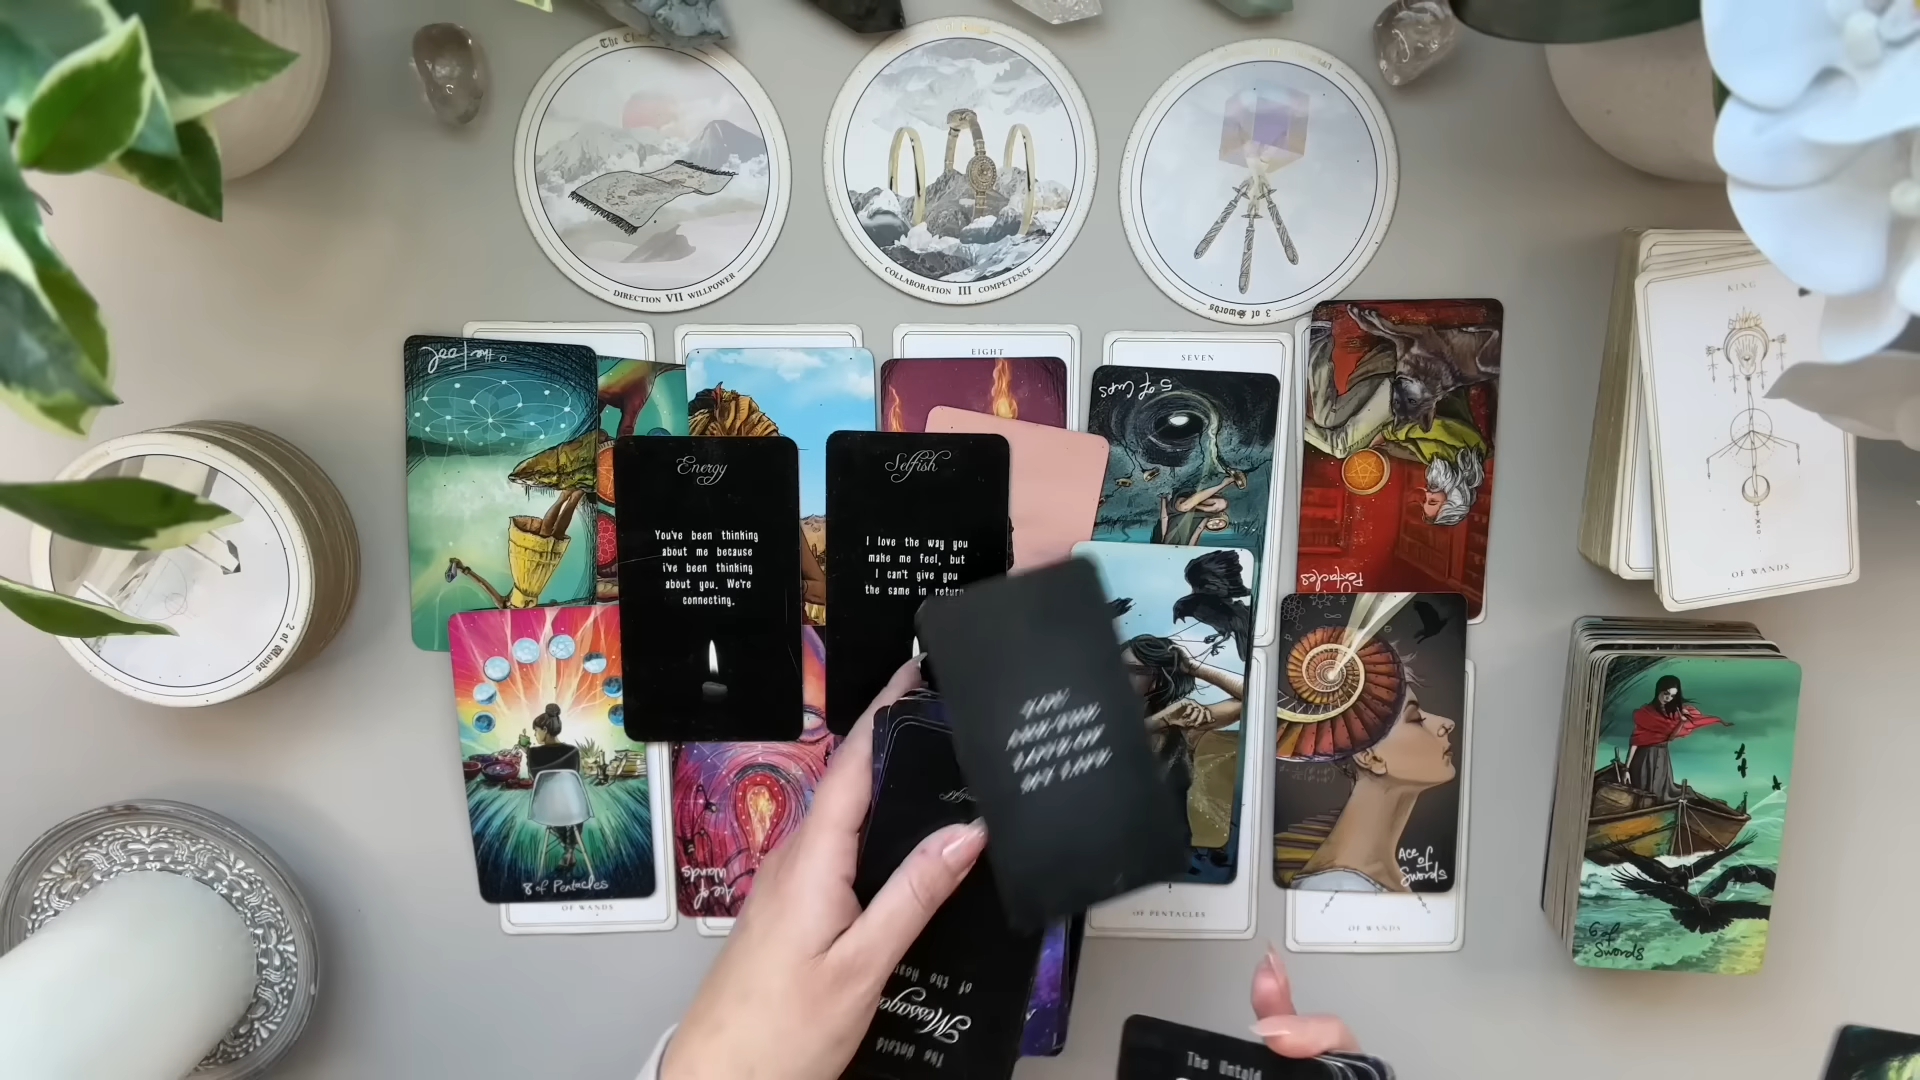 The
DIRECTION VII WILLPOWER
COLLABORATION III COMPETENCE
3 of Swords
KING
OF WANDS
0 the Fool
EIGHT
SEVEN
5 of Cups
Pentacles
Energy
You've been thinking
about me because
i've been thinking
about you. We're
connecting.
Selfish
I love the way you
make me feel, but
I can't give you
the same in return
2 of Wands
8 of Pentacles
OF WANDS
Ace of
Wands
The Untold
Messages
of the Heart
OF PENTACLES
Ace
of
Swords
OF WANDS
6 of
Swords
The Untold